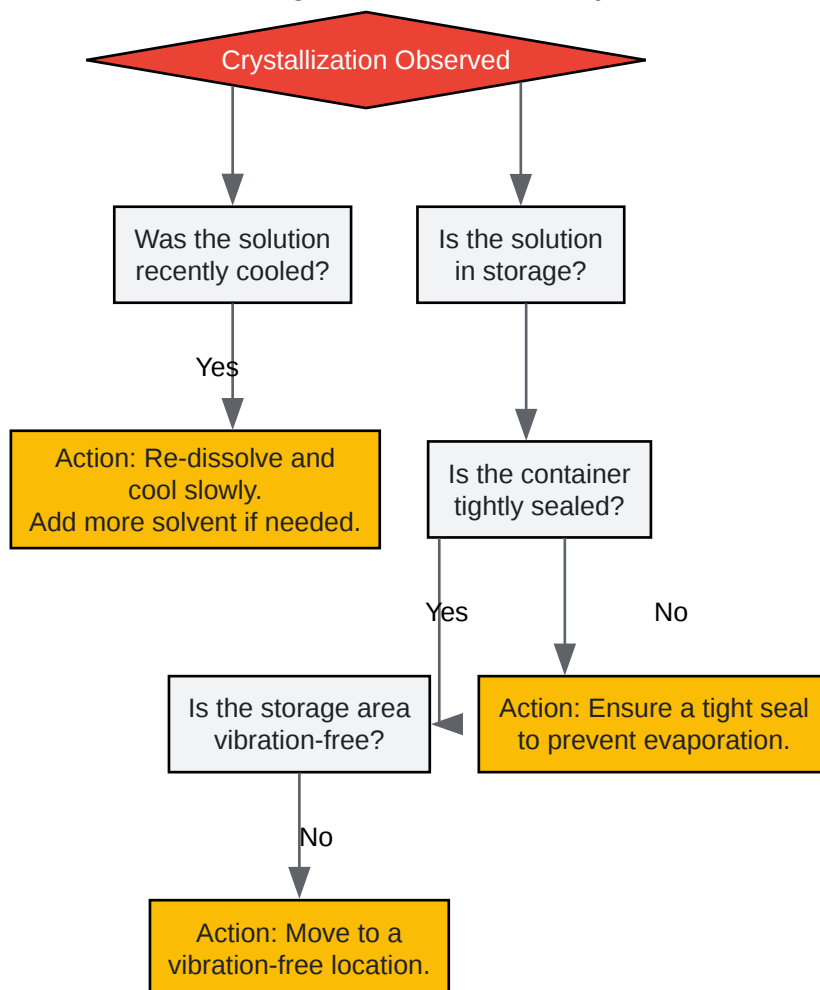 Crystallization Observed
Was the solution
recently cooled?
Is the solution
in storage?
Yes
Action: Re-dissolve and
cool slowly.
Add more solvent if needed.
Is the container
tightly sealed?
Yes
No
Is the storage area
vibration-free?
Action: Ensure a tight seal
to prevent evaporation.
No
Action: Move to a
vibration-free location.